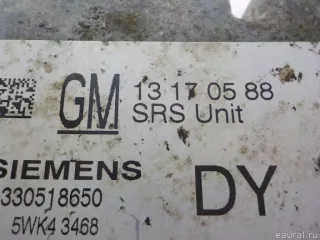 GM 13 17 05 88
SRS Unit
SIEMENS DY
330518650
5WK4 3468
eaural.ru